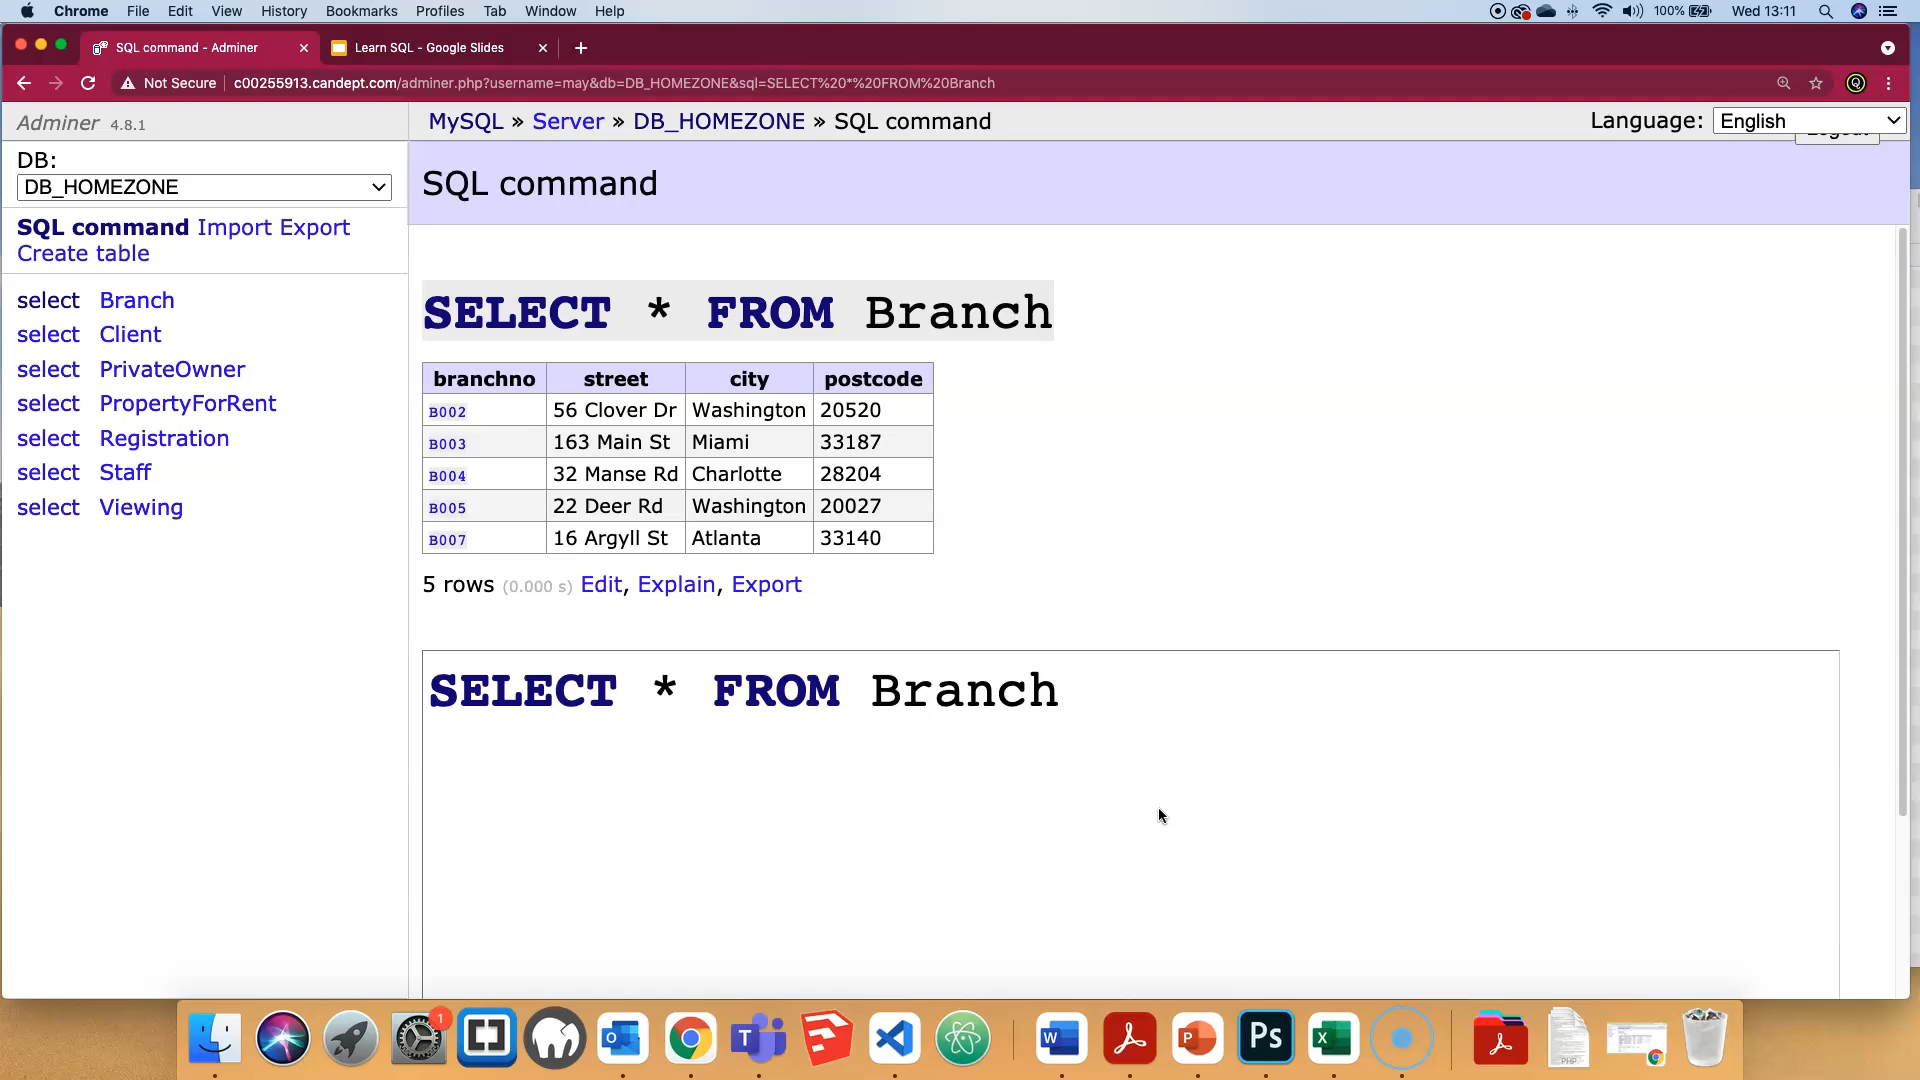 Chrome File Edit View History Bookmarks Profiles Tab Window Help 100% Wed 13:11
SQL command - Adminer Learn SQL - Google Slides
Not Secure c00255913.candept.com/adminer.php?username=may&db=DB_HOMEZONE&sql=SELECT%20*%20FROM%20Branch
Adminer 4.8.1
MySQL » Server » DB_HOMEZONE » SQL command
Language: English
Logout
DB:
DB_HOMEZONE
SQL command Import Export
Create table
select Branch
select Client
select PrivateOwner
select PropertyForRent
select Registration
select Staff
select Viewing
SQL command
SELECT * FROM Branch
branchno street city postcode
B002 56 Clover Dr Washington 20520
B003 163 Main St Miami 33187
B004 32 Manse Rd Charlotte 28204
B005 22 Deer Rd Washington 20027
B007 16 Argyll St Atlanta 33140
5 rows (0.000 s) Edit, Explain, Export
SELECT * FROM Branch
1
Ps
PHP